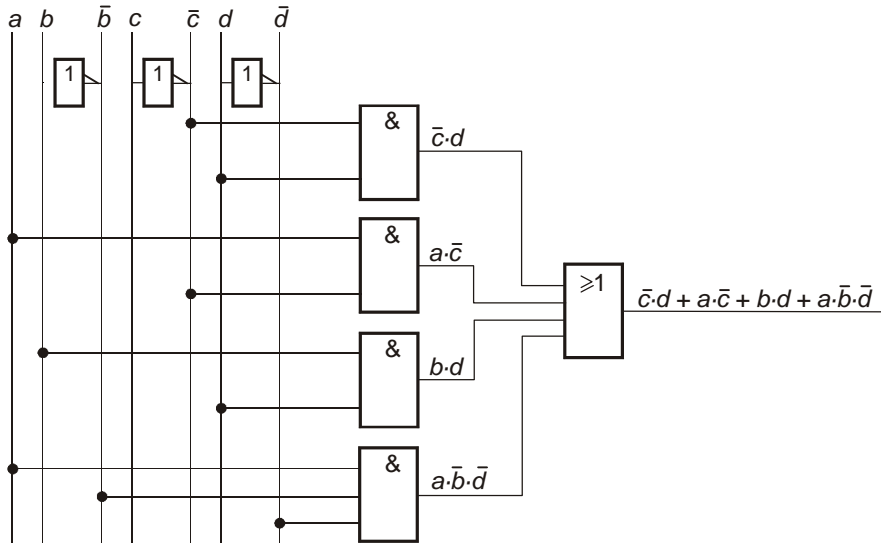 a b b̄ c c̄ d d̄
1 1 1
&
c̄·d
&
a·c̄
≥1
c̄·d + a·c̄ + b·d + a·b̄·d̄
&
b·d
&
a·b̄·d̄